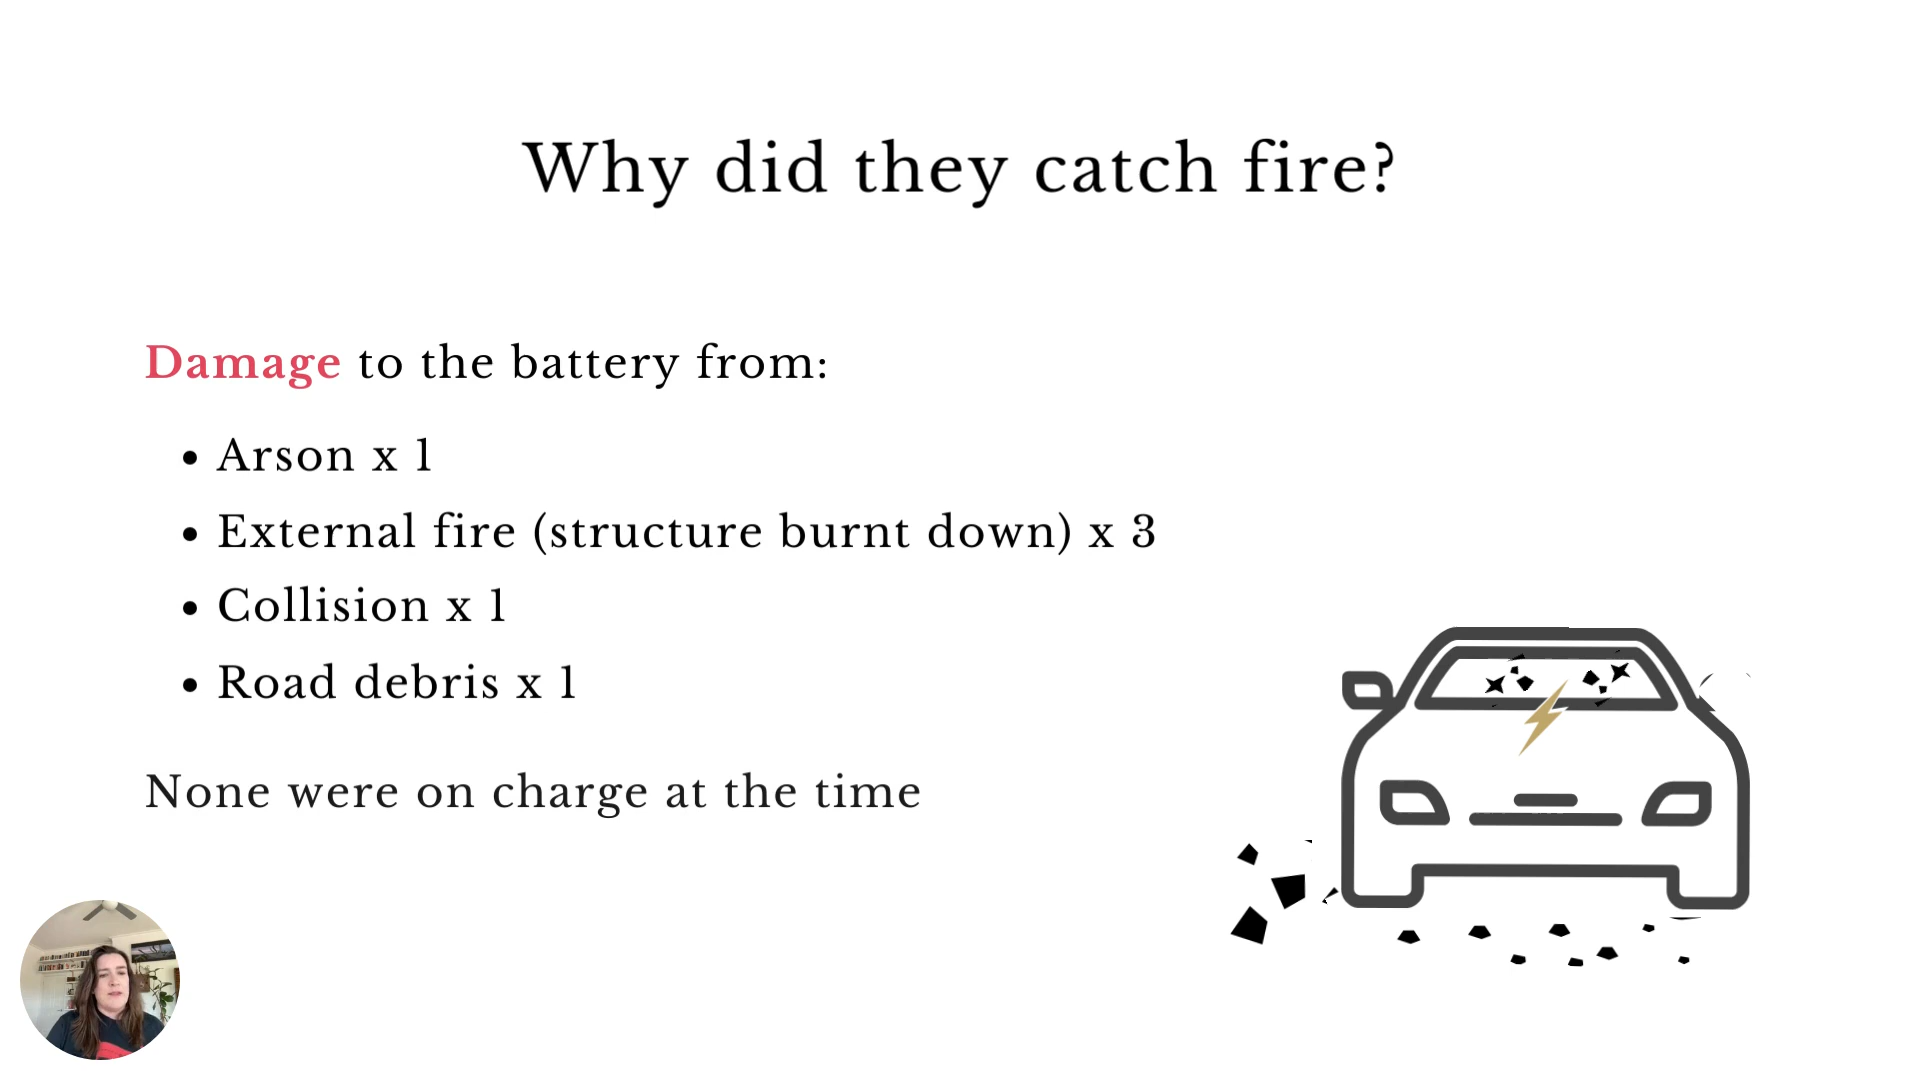 Why did they catch fire?
Damage to the battery from:
• Arson x 1
• External fire (structure burnt down) x 3
• Collision x 1
• Road debris x 1
None were on charge at the time